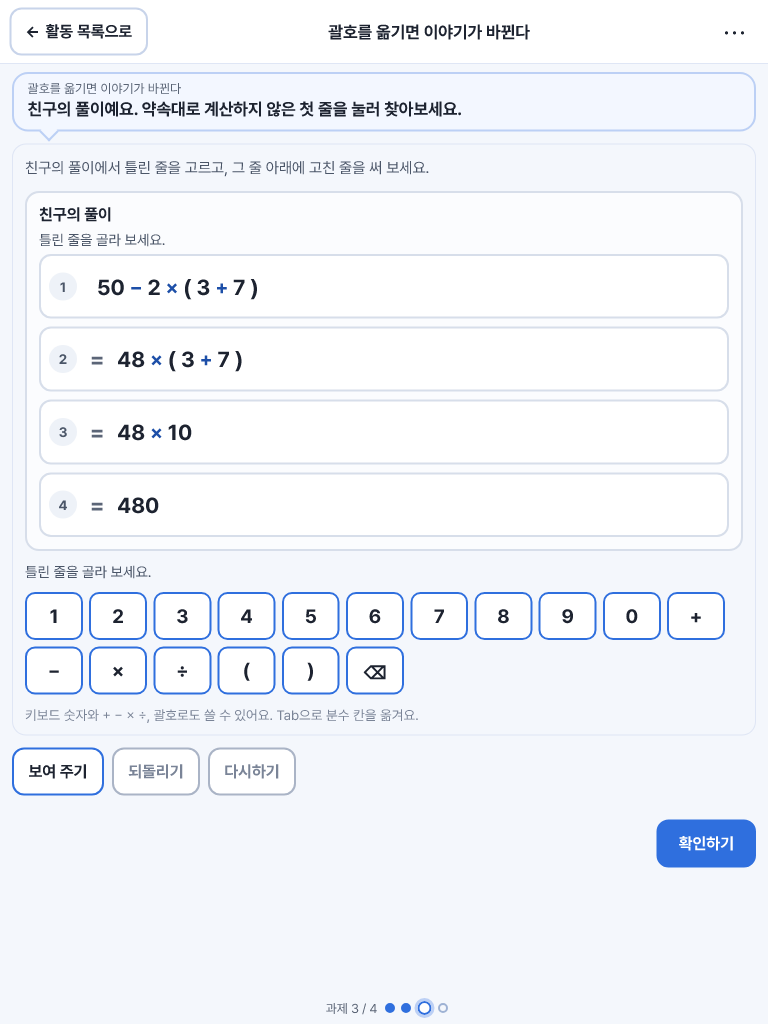 ← 활동 목록으로
괄호를 옮기면 이야기가 바뀐다
...
괄호를 옮기면 이야기가 바뀐다
친구의 풀이예요. 약속대로 계산하지 않은 첫 줄을 눌러 찾아보세요.
친구의 풀이에서 틀린 줄을 고르고, 그 줄 아래에 고친 줄을 써 보세요.
친구의 풀이
틀린 줄을 골라 보세요.
1 50 − 2 × ( 3 + 7 )
2 = 48 × ( 3 + 7 )
3 = 48 × 10
4 = 480
틀린 줄을 골라 보세요.
1 2 3 4 5 6 7 8 9 0 +
− × ÷ ( ) ⌫
키보드 숫자와 + − × ÷, 괄호로도 쓸 수 있어요. Tab으로 분수 칸을 옮겨요.
보여 주기 되돌리기 다시하기
확인하기
과제 3 / 4